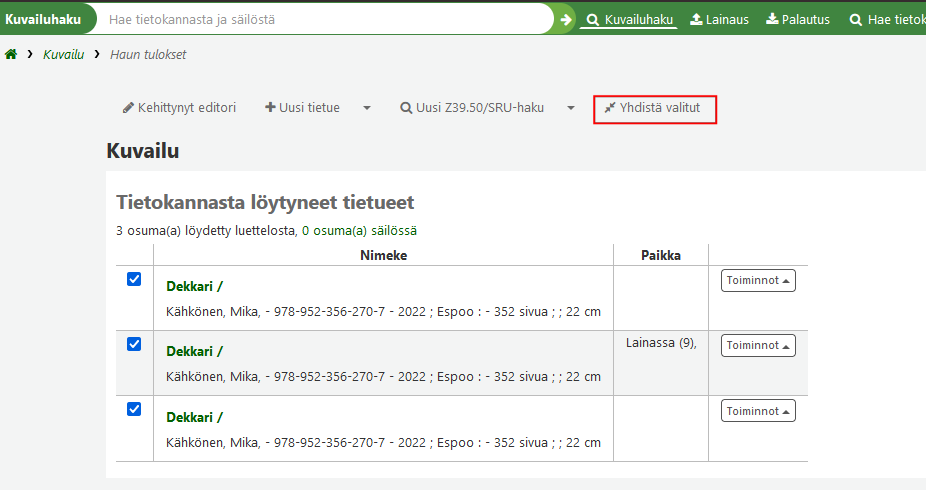 Kuvailuhaku Hae tietokannasta ja säilöstä Kuvailuhaku Lainaus Palautus Hae tietok
Kuvailu Haun tulokset
Kehittynyt editori Uusi tietue Uusi Z39.50/SRU-haku Yhdistä valitut
Kuvailu
Tietokannasta löytyneet tietueet
3 osuma(a) löydetty luettelosta, 0 osuma(a) säilössä
Nimeke Paikka
Dekkari / Toiminnot
Kähkönen, Mika, - 978-952-356-270-7 - 2022 ; Espoo : - 352 sivua ; ; 22 cm
Dekkari / Lainassa (9), Toiminnot
Kähkönen, Mika, - 978-952-356-270-7 - 2022 ; Espoo : - 352 sivua ; ; 22 cm
Dekkari / Toiminnot
Kähkönen, Mika, - 978-952-356-270-7 - 2022 ; Espoo : - 352 sivua ; ; 22 cm